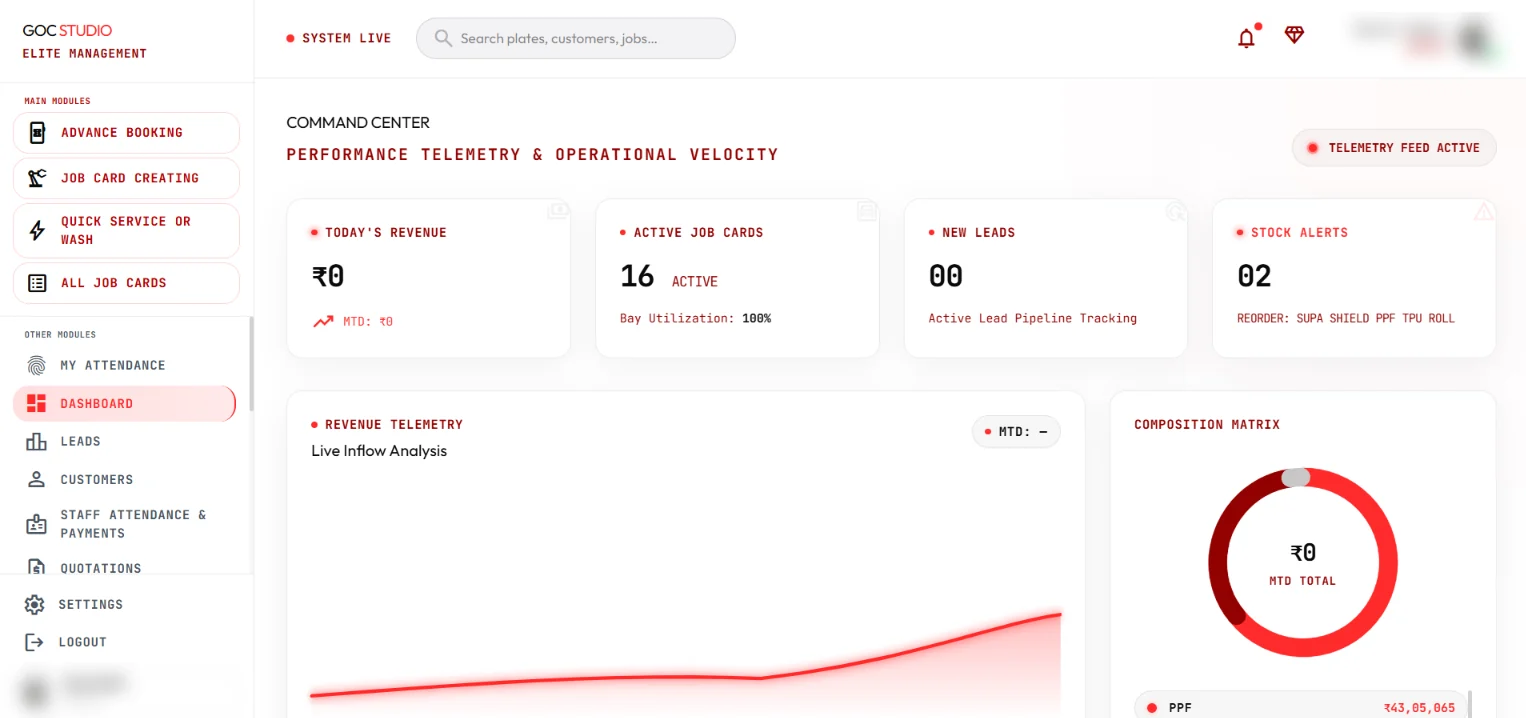 GOC STUDIO
ELITE MANAGEMENT
MAIN MODULES
ADVANCE BOOKING
JOB CARD CREATING
QUICK SERVICE OR
WASH
ALL JOB CARDS
OTHER MODULES
MY ATTENDANCE
DASHBOARD
LEADS
CUSTOMERS
STAFF ATTENDANCE &
PAYMENTS
QUOTATIONS
SETTINGS
LOGOUT
SYSTEM LIVE
Search plates, customers, jobs...
COMMAND CENTER
PERFORMANCE TELEMETRY & OPERATIONAL VELOCITY
TELEMETRY FEED ACTIVE
TODAY'S REVENUE
₹0
MTD: ₹0
ACTIVE JOB CARDS
16 ACTIVE
Bay Utilization: 100%
NEW LEADS
00
Active Lead Pipeline Tracking
STOCK ALERTS
02
REORDER: SUPA SHIELD PPF TPU ROLL
REVENUE TELEMETRY
Live Inflow Analysis
MTD: —
COMPOSITION MATRIX
₹0
MTD TOTAL
PPF ₹43,05,065